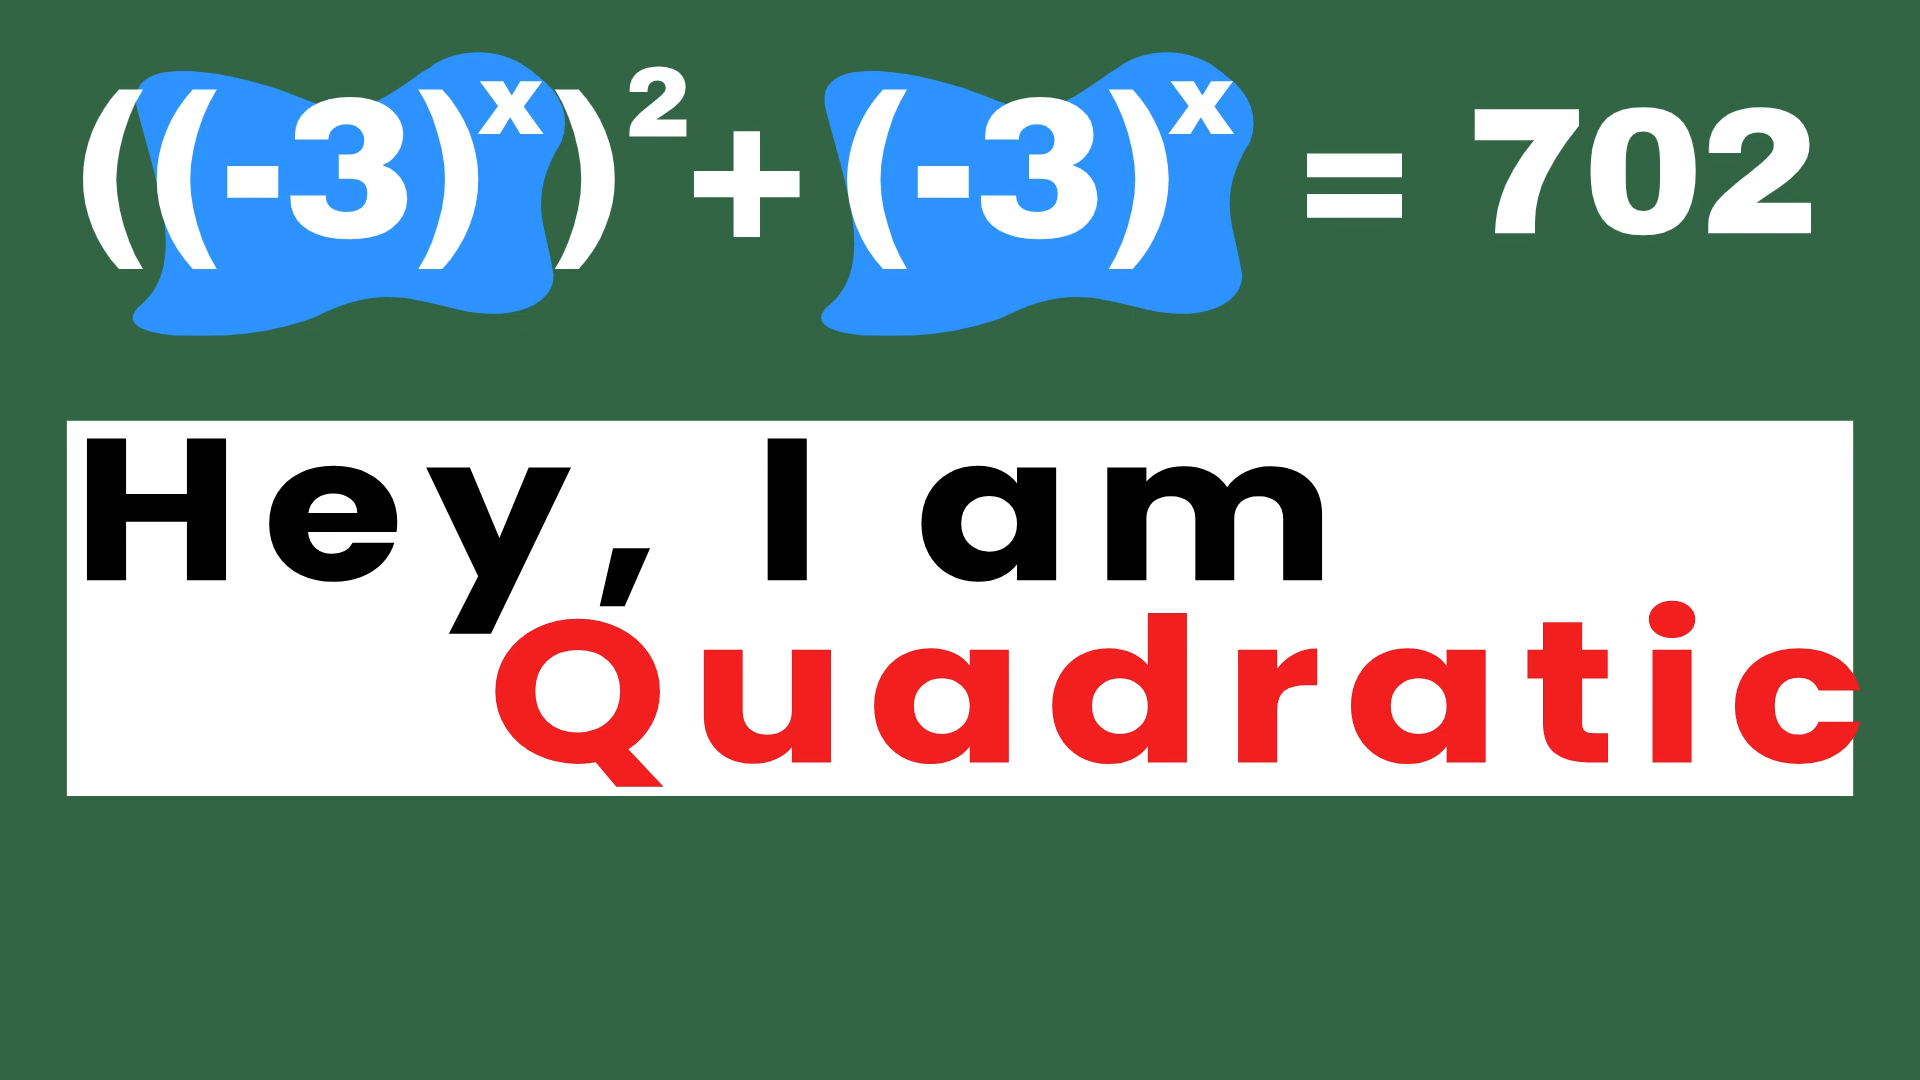 ((-3)ˣ)² + (-3)ˣ = 702
Hey, I am
Quadratic